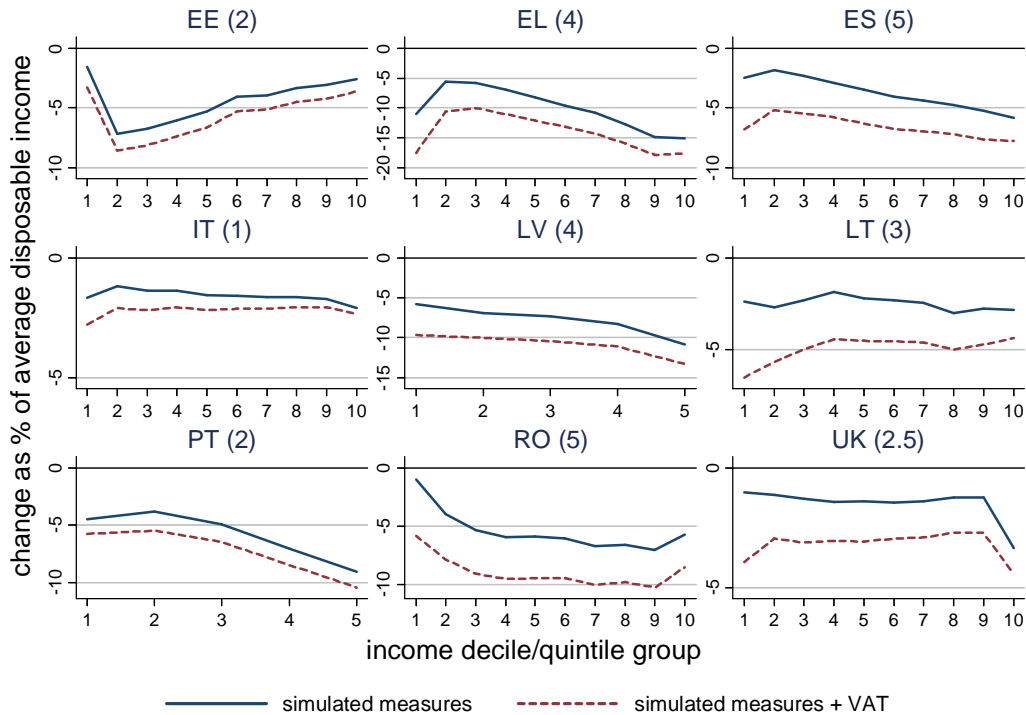 change as % of average disposable income
EE (2)
0
-5
-10
1 2 3 4 5 6 7 8 9 10
EL (4)
0
-5
-10
-15
-20
1 2 3 4 5 6 7 8 9 10
ES (5)
0
-5
-10
1 2 3 4 5 6 7 8 9 10
IT (1)
0
-5
1 2 3 4 5 6 7 8 9 10
LV (4)
0
-5
-10
-15
1 2 3 4 5
LT (3)
0
-5
1 2 3 4 5 6 7 8 9 10
PT (2)
0
-5
-10
1 2 3 4 5
RO (5)
0
-5
-10
1 2 3 4 5 6 7 8 9 10
UK (2.5)
0
-5
1 2 3 4 5 6 7 8 9 10
income decile/quintile group
simulated measures
simulated measures + VAT